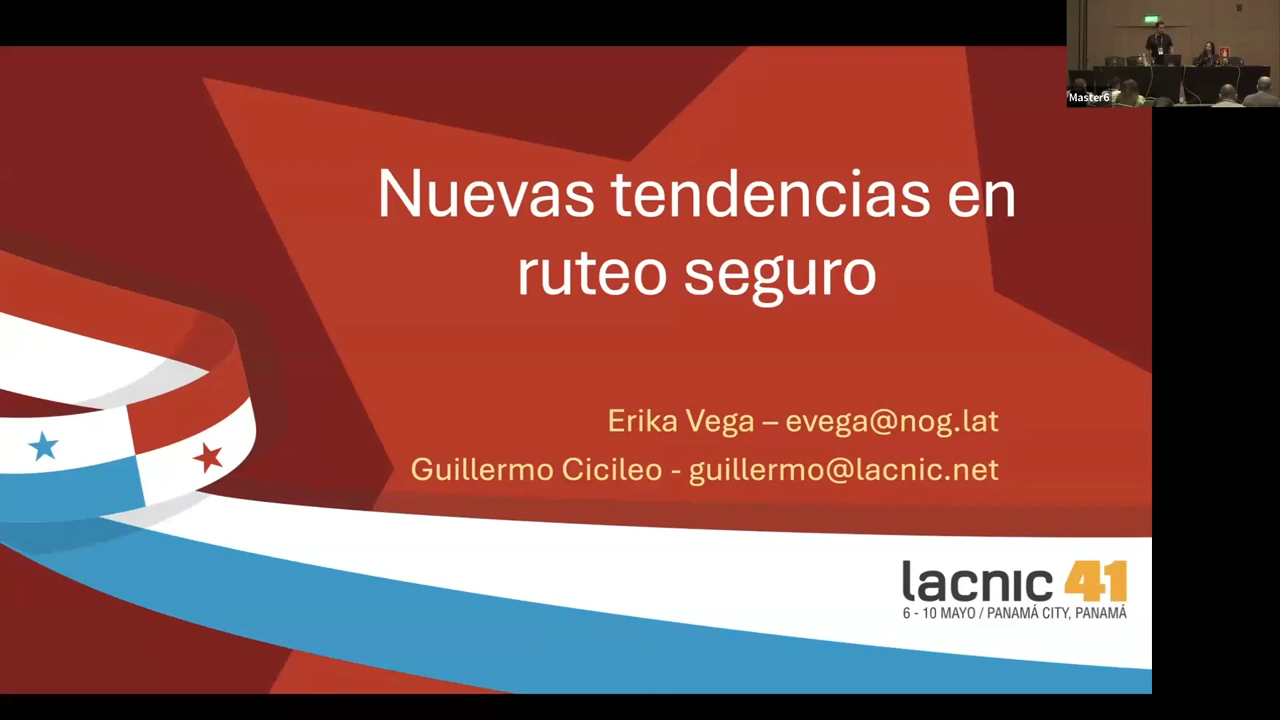 Master6
Nuevas tendencias en
ruteo seguro
Erika Vega – evega@nog.lat
Guillermo Cicileo - guillermo@lacnic.net
lacnic 41
6 - 10 MAYO / PANAMÁ CITY, PANAMÁ